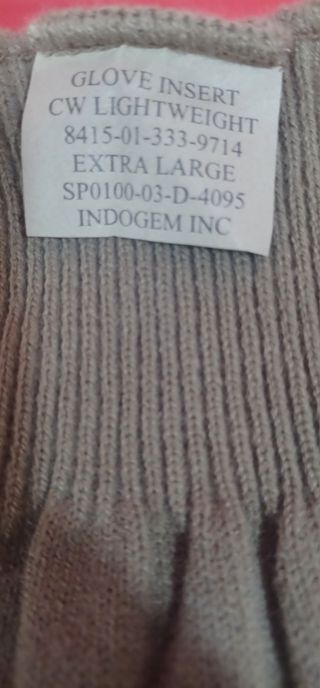 GLOVE INSERT
CW LIGHTWEIGHT
8415-01-333-9714
EXTRA LARGE
SP0100-03-D-4095
INDOGEM INC